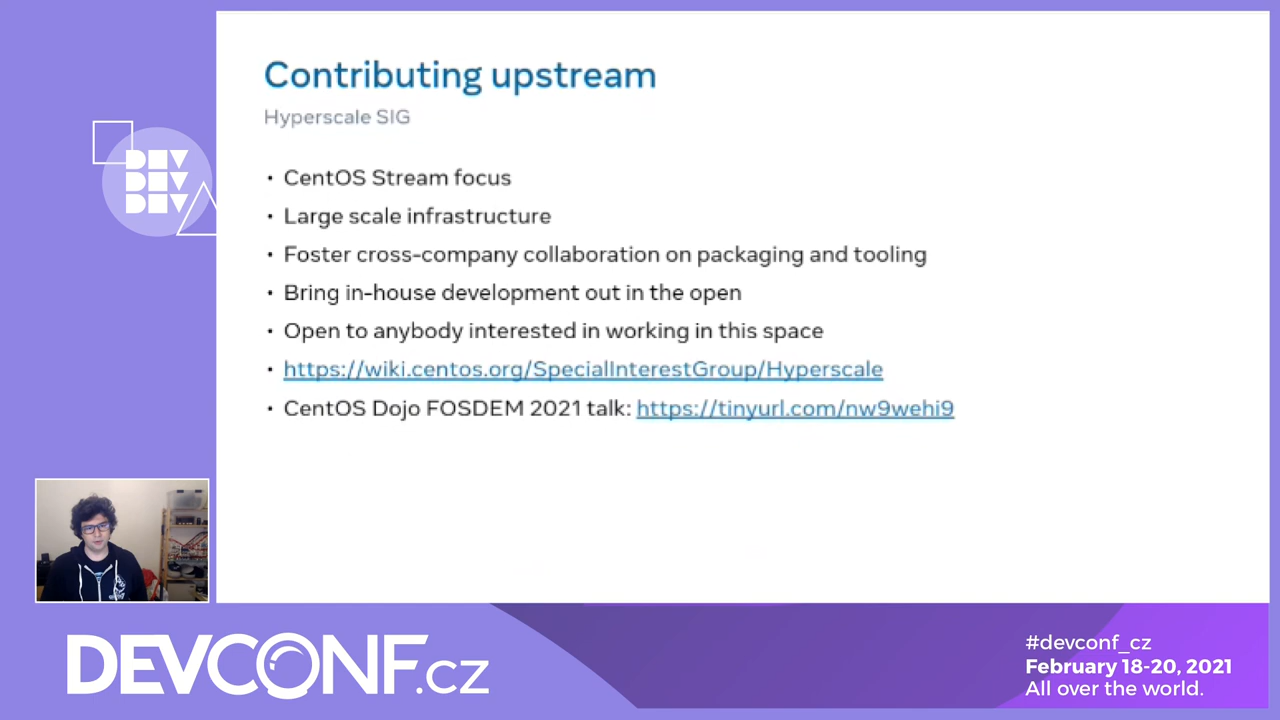 Contributing upstream
Hyperscale SIG
• CentOS Stream focus
• Large scale infrastructure
• Foster cross-company collaboration on packaging and tooling
• Bring in-house development out in the open
• Open to anybody interested in working in this space
• https://wiki.centos.org/SpecialInterestGroup/Hyperscale
• CentOS Dojo FOSDEM 2021 talk: https://tinyurl.com/nw9wehi9
DEV
DEV
DEV
DEVCONF.cz
#devconf_cz
February 18-20, 2021
All over the world.